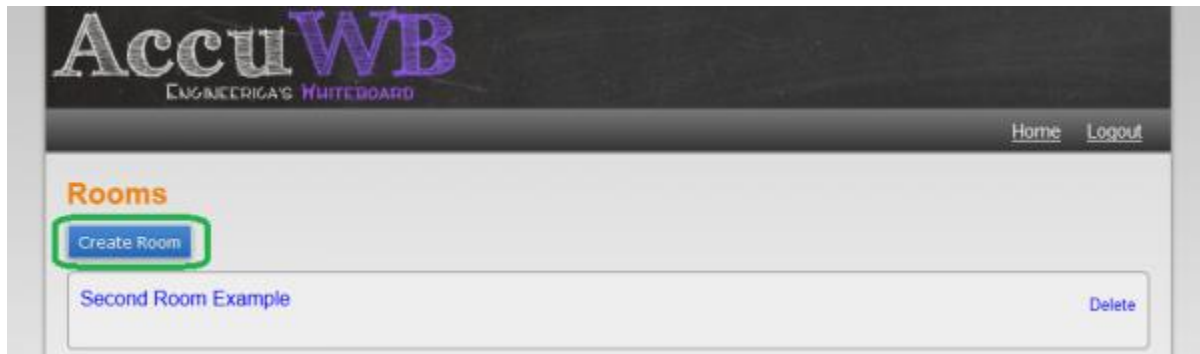 AccuWB
ENGINEERICA'S WHITEBOARD
Home Logout
Rooms
Create Room
Second Room Example Delete